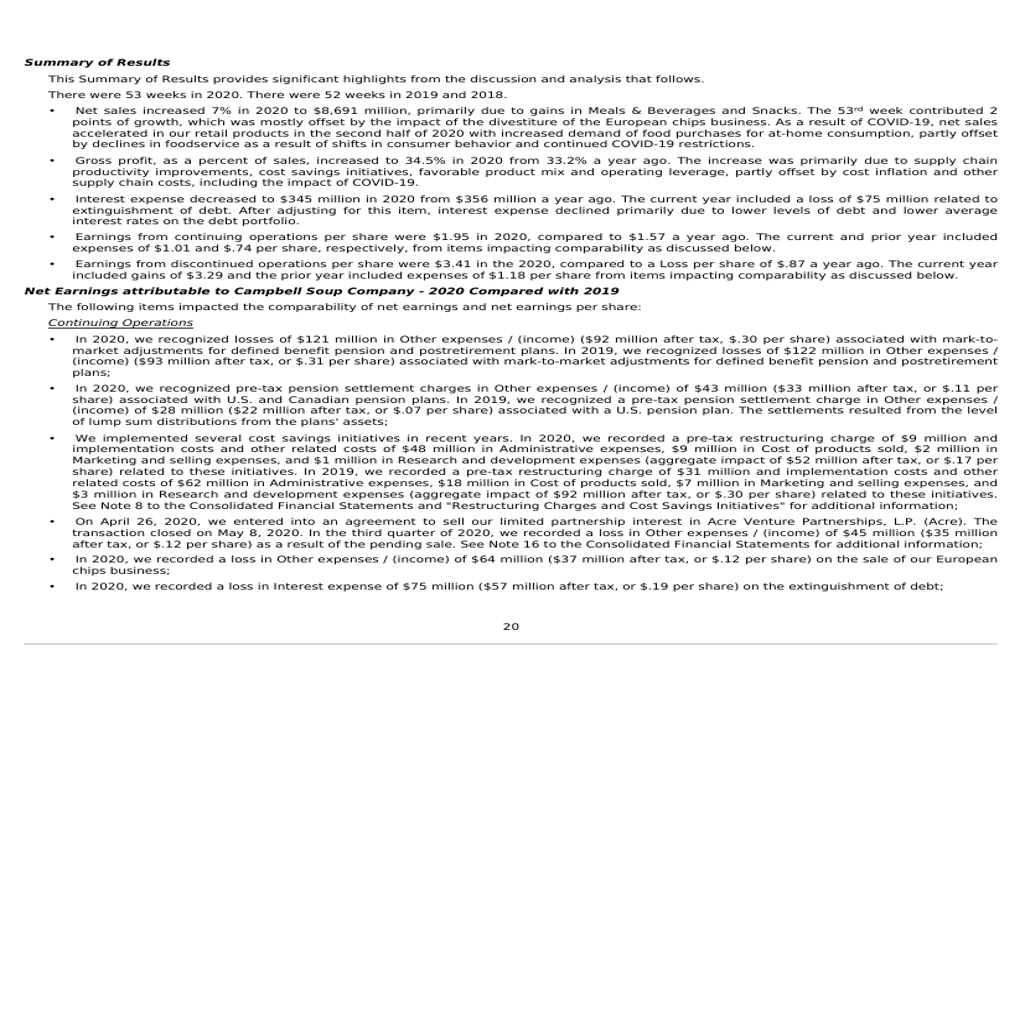 Summary of Results
This Summary of Results provides significant highlights from the discussion and analysis that follows.
There were 53 weeks in 2020. There were 52 weeks in 2019 and 2018.
• Net sales increased 7% in 2020 to $8,691 million, primarily due to gains in Meals & Beverages and Snacks. The 53rd week contributed 2
points of growth, which was mostly offset by the impact of the divestiture of the European chips business. As a result of COVID-19, net sales
accelerated in our retail products in the second half of 2020 with increased demand of food purchases for at-home consumption, partly offset
by declines in foodservice as a result of shifts in consumer behavior and continued COVID-19 restrictions.
• Gross profit, as a percent of sales, increased to 34.5% in 2020 from 33.2% a year ago. The increase was primarily due to supply chain
productivity improvements, cost savings initiatives, favorable product mix and operating leverage, partly offset by cost inflation and other
supply chain costs, including the impact of COVID-19.
• Interest expense decreased to $345 million in 2020 from $356 million a year ago. The current year included a loss of $75 million related to
extinguishment of debt. After adjusting for this item, interest expense declined primarily due to lower levels of debt and lower average
interest rates on the debt portfolio.
• Earnings from continuing operations per share were $1.95 in 2020, compared to $1.57 a year ago. The current and prior year included
expenses of $1.01 and $.74 per share, respectively, from items impacting comparability as discussed below.
• Earnings from discontinued operations per share were $3.41 in the 2020, compared to a Loss per share of $.87 a year ago. The current year
included gains of $3.29 and the prior year included expenses of $1.18 per share from items impacting comparability as discussed below.
Net Earnings attributable to Campbell Soup Company - 2020 Compared with 2019
The following items impacted the comparability of net earnings and net earnings per share:
Continuing Operations
• In 2020, we recognized losses of $121 million in Other expenses / (income) ($92 million after tax, $.30 per share) associated with mark-to-
market adjustments for defined benefit pension and postretirement plans. In 2019, we recognized losses of $122 million in Other expenses /
(income) ($93 million after tax, or $.31 per share) associated with mark-to-market adjustments for defined benefit pension and postretirement
plans;
• In 2020, we recognized pre-tax pension settlement charges in Other expenses / (income) of $43 million ($33 million after tax, or $.11 per
share) associated with U.S. and Canadian pension plans. In 2019, we recognized a pre-tax pension settlement charge in Other expenses /
(income) of $28 million ($22 million after tax, or $.07 per share) associated with a U.S. pension plan. The settlements resulted from the level
of lump sum distributions from the plans' assets;
• We implemented several cost savings initiatives in recent years. In 2020, we recorded a pre-tax restructuring charge of $9 million and
implementation costs and other related costs of $48 million in Administrative expenses, $9 million in Cost of products sold, $2 million in
Marketing and selling expenses, and $1 million in Research and development expenses (aggregate impact of $52 million after tax, or $.17 per
share) related to these initiatives. In 2019, we recorded a pre-tax restructuring charge of $31 million and implementation costs and other
related costs of $62 million in Administrative expenses, $18 million in Cost of products sold, $7 million in Marketing and selling expenses, and
$3 million in Research and development expenses (aggregate impact of $92 million after tax, or $.30 per share) related to these initiatives.
See Note 8 to the Consolidated Financial Statements and "Restructuring Charges and Cost Savings Initiatives" for additional information;
• On April 26, 2020, we entered into an agreement to sell our limited partnership interest in Acre Venture Partnerships, L.P. (Acre). The
transaction closed on May 8, 2020. In the third quarter of 2020, we recorded a loss in Other expenses / (income) of $45 million ($35 million
after tax, or $.12 per share) as a result of the pending sale. See Note 16 to the Consolidated Financial Statements for additional information;
• In 2020, we recorded a loss in Other expenses / (income) of $64 million ($37 million after tax, or $.12 per share) on the sale of our European
chips business;
• In 2020, we recorded a loss in Interest expense of $75 million ($57 million after tax, or $.19 per share) on the extinguishment of debt;
20